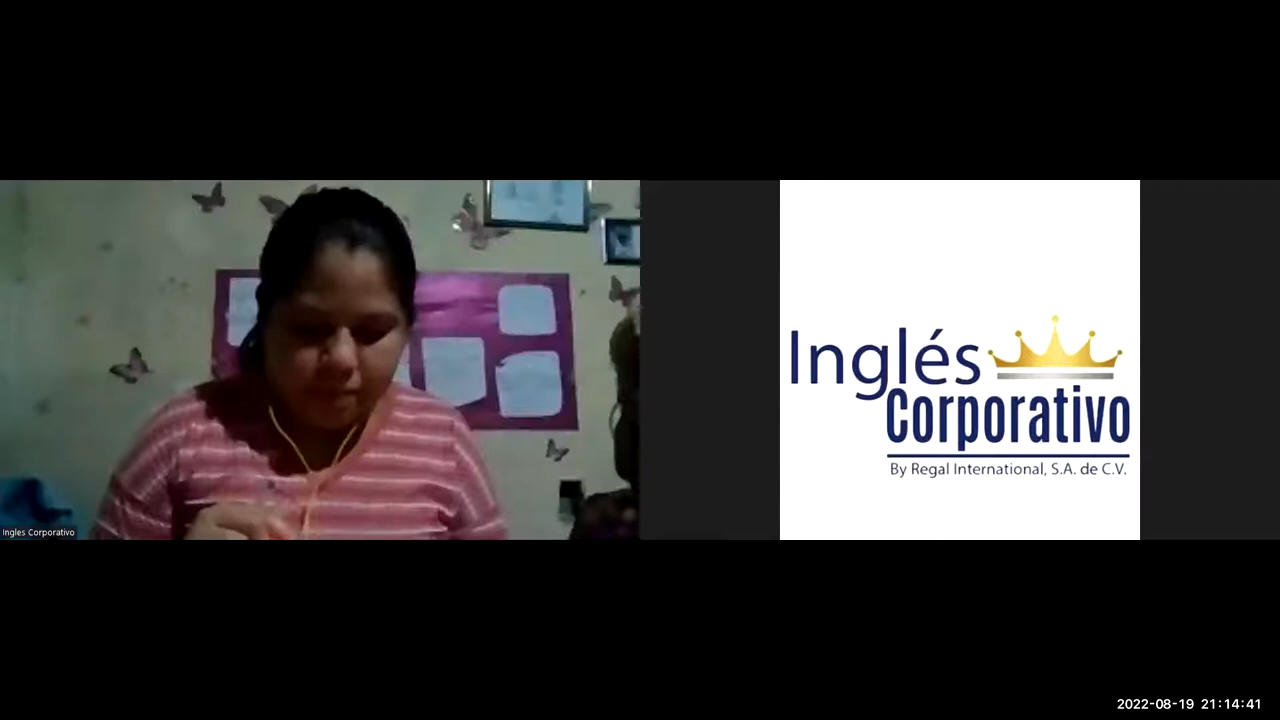 Ingles Corporativo
Inglés
Corporativo
By Regal International, S.A. de C.V.
2022-08-19 21:14:41